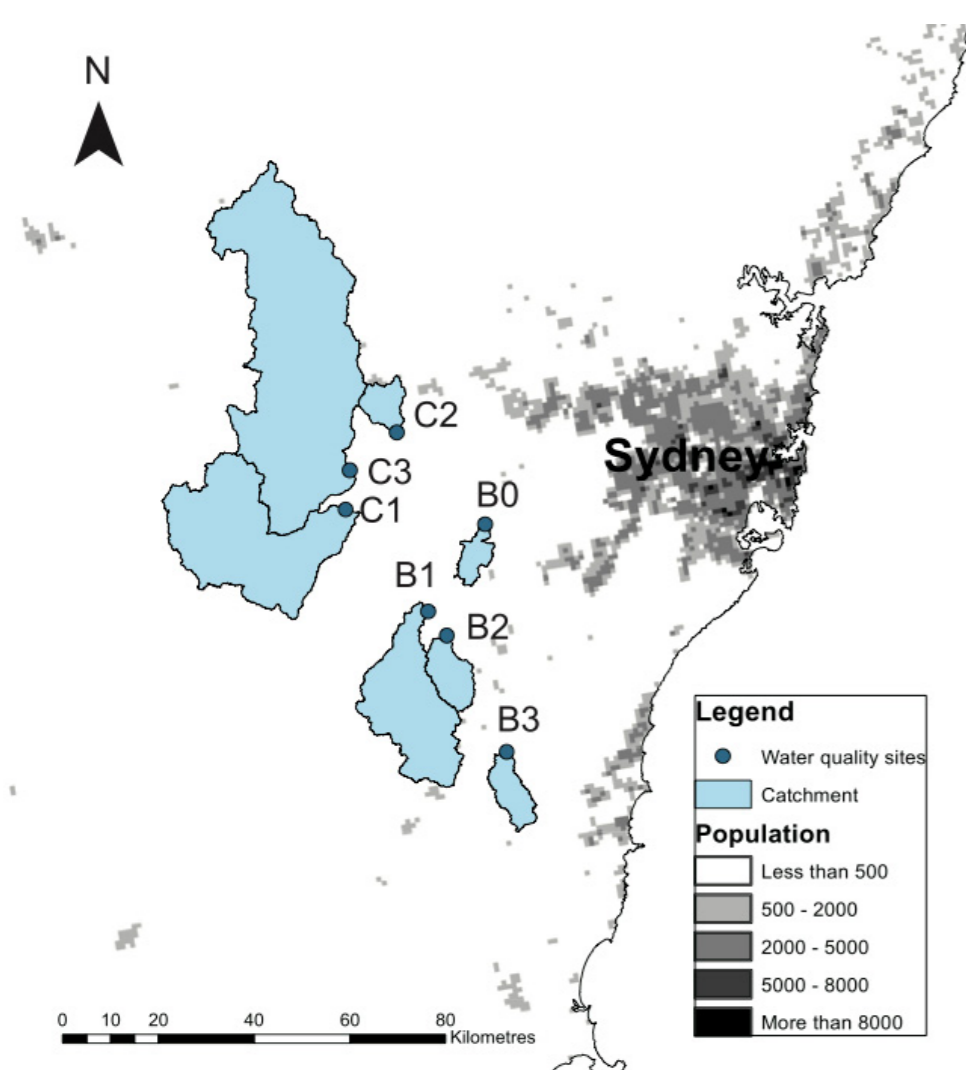 N
C2
Sydney
C3
B0
C1
B1
B2
B3
Legend
Water quality sites
Catchment
Population
Less than 500
500 - 2000
2000 - 5000
5000 - 8000
More than 8000
0 10 20 40 60 80
Kilometres